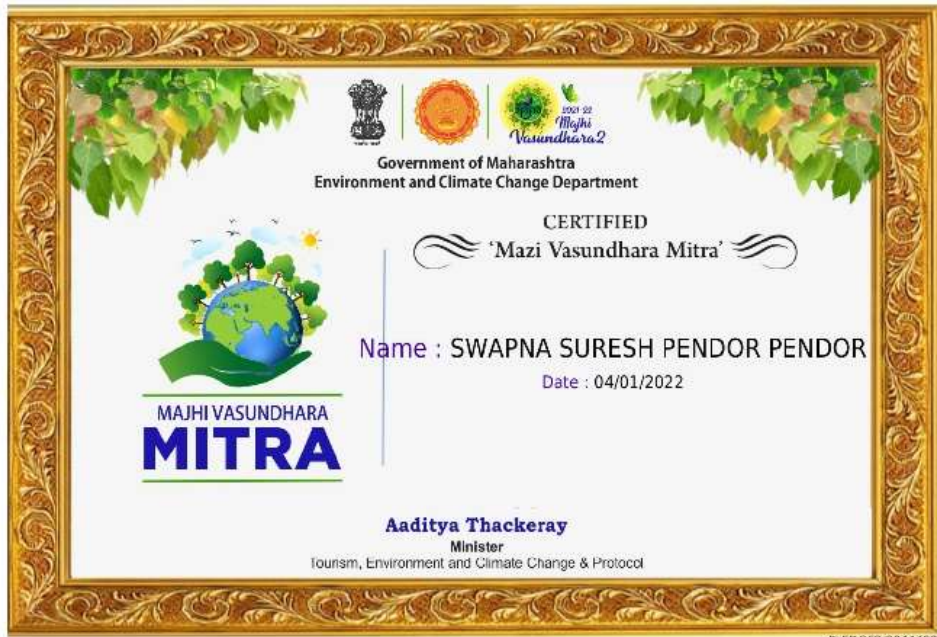 2021-22
Majhi
Vasundhara2
Government of Maharashtra
Environment and Climate Change Department
CERTIFIED
'Mazi Vasundhara Mitra'
Name : SWAPNA SURESH PENDOR PENDOR
Date : 04/01/2022
MAJHI VASUNDHARA
MITRA
Aaditya Thackeray
Minister
Tourism, Environment and Climate Change & Protocol